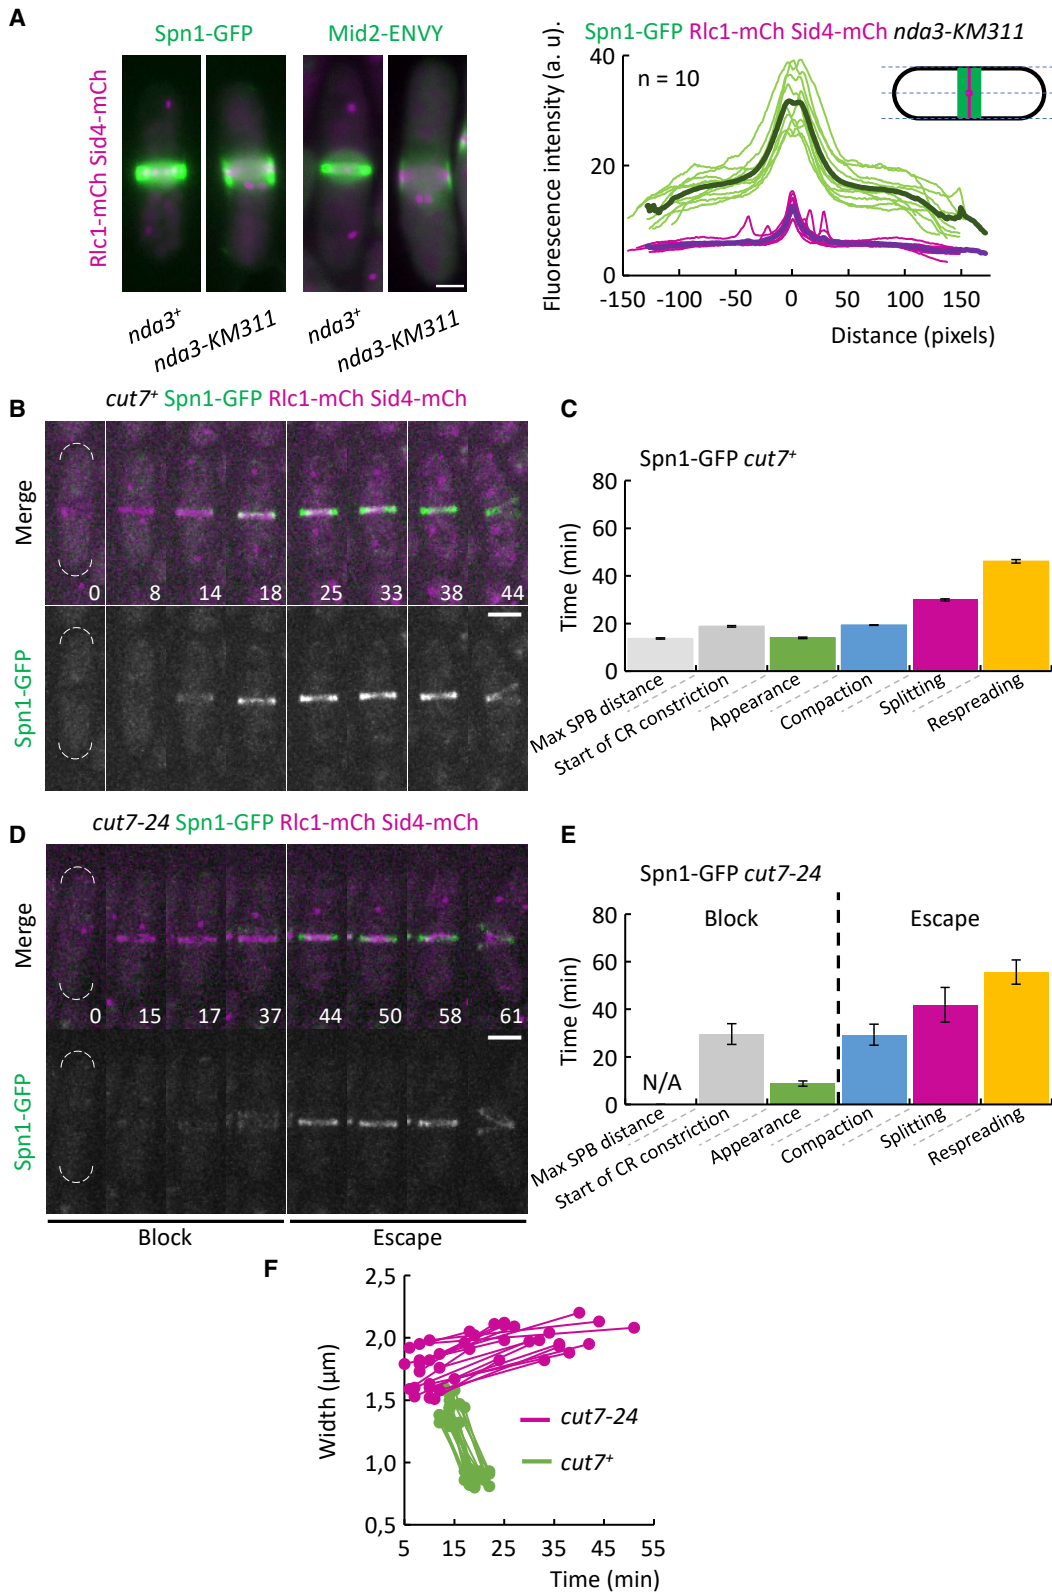 A
Spn1-GFP
Mid2-ENVY
Rlc1-mCh Sid4-mCh
nda3+
nda3-KM311
nda3+
nda3-KM311
Spn1-GFP Rlc1-mCh Sid4-mCh nda3-KM311
n = 10
Fluorescence intensity (a. u).
40
20
0
-150 -100 -50 0 50 100 150
Distance (pixels)
B
cut7+ Spn1-GFP Rlc1-mCh Sid4-mCh
Merge
0 8 14 18 25 33 38 44
Spn1-GFP
C
Spn1-GFP cut7+
Time (min)
80
60
40
20
0
Max SPB distance
Start of CR constriction
Appearance
Compaction
Splitting
Respreading
D
cut7-24 Spn1-GFP Rlc1-mCh Sid4-mCh
Merge
0 15 17 37 44 50 58 61
Spn1-GFP
Block
Escape
E
Spn1-GFP cut7-24
Block
Escape
Time (min)
80
60
40
20
0
N/A
Max SPB distance
Start of CR constriction
Appearance
Compaction
Splitting
Respreading
F
Width (μm)
2,5
2,0
1,5
1,0
0,5
cut7-24
cut7+
5 15 25 35 45 55
Time (min)